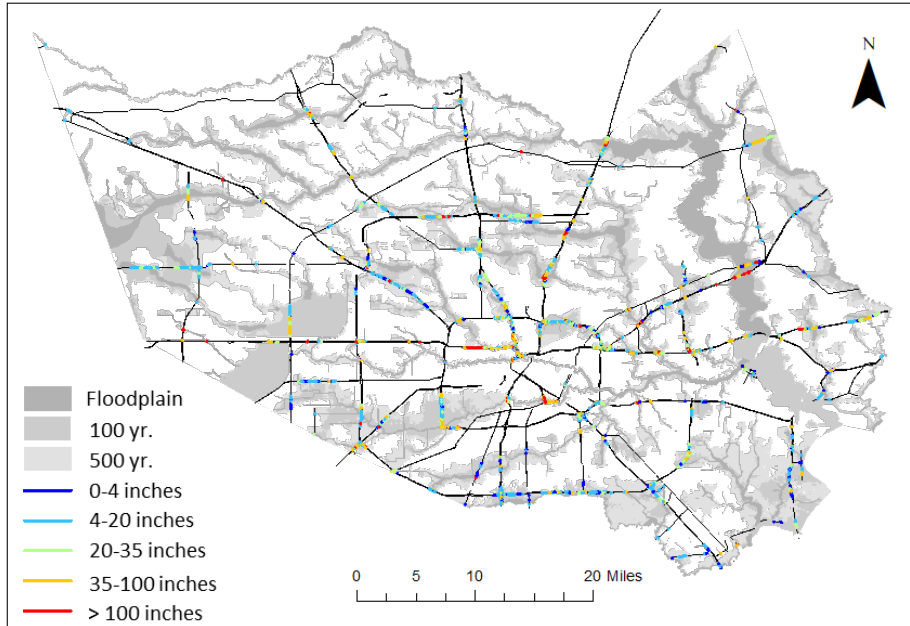 N
Floodplain
100 yr.
500 yr.
0-4 inches
4-20 inches
20-35 inches
35-100 inches
> 100 inches
0 5 10 20 Miles